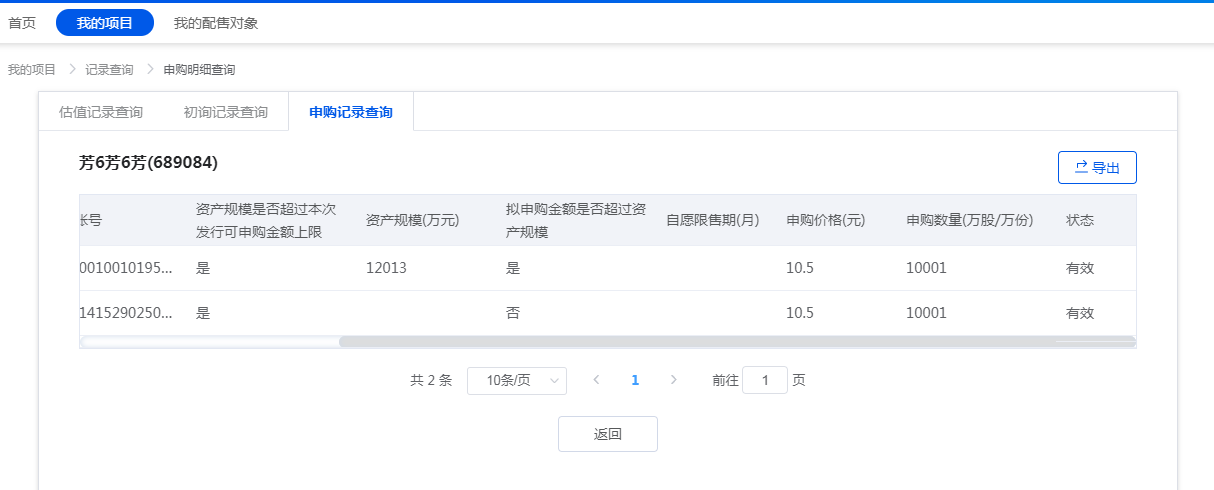 首页 我的项目 我的配售对象
我的项目 记录查询 申购明细查询
估值记录查询 初询记录查询 申购记录查询
芳6芳6芳(689084) 导出
账号 资产规模是否超过本次发行可申购金额上限 资产规模(万元) 拟申购金额是否超过资产规模 自愿限售期(月) 申购价格(元) 申购数量(万股/万份) 状态
0010010195... 是 12013 是 10.5 10001 有效
1415290250... 是 否 10.5 10001 有效
共 2 条 10条/页 1 前往 1 页
返回